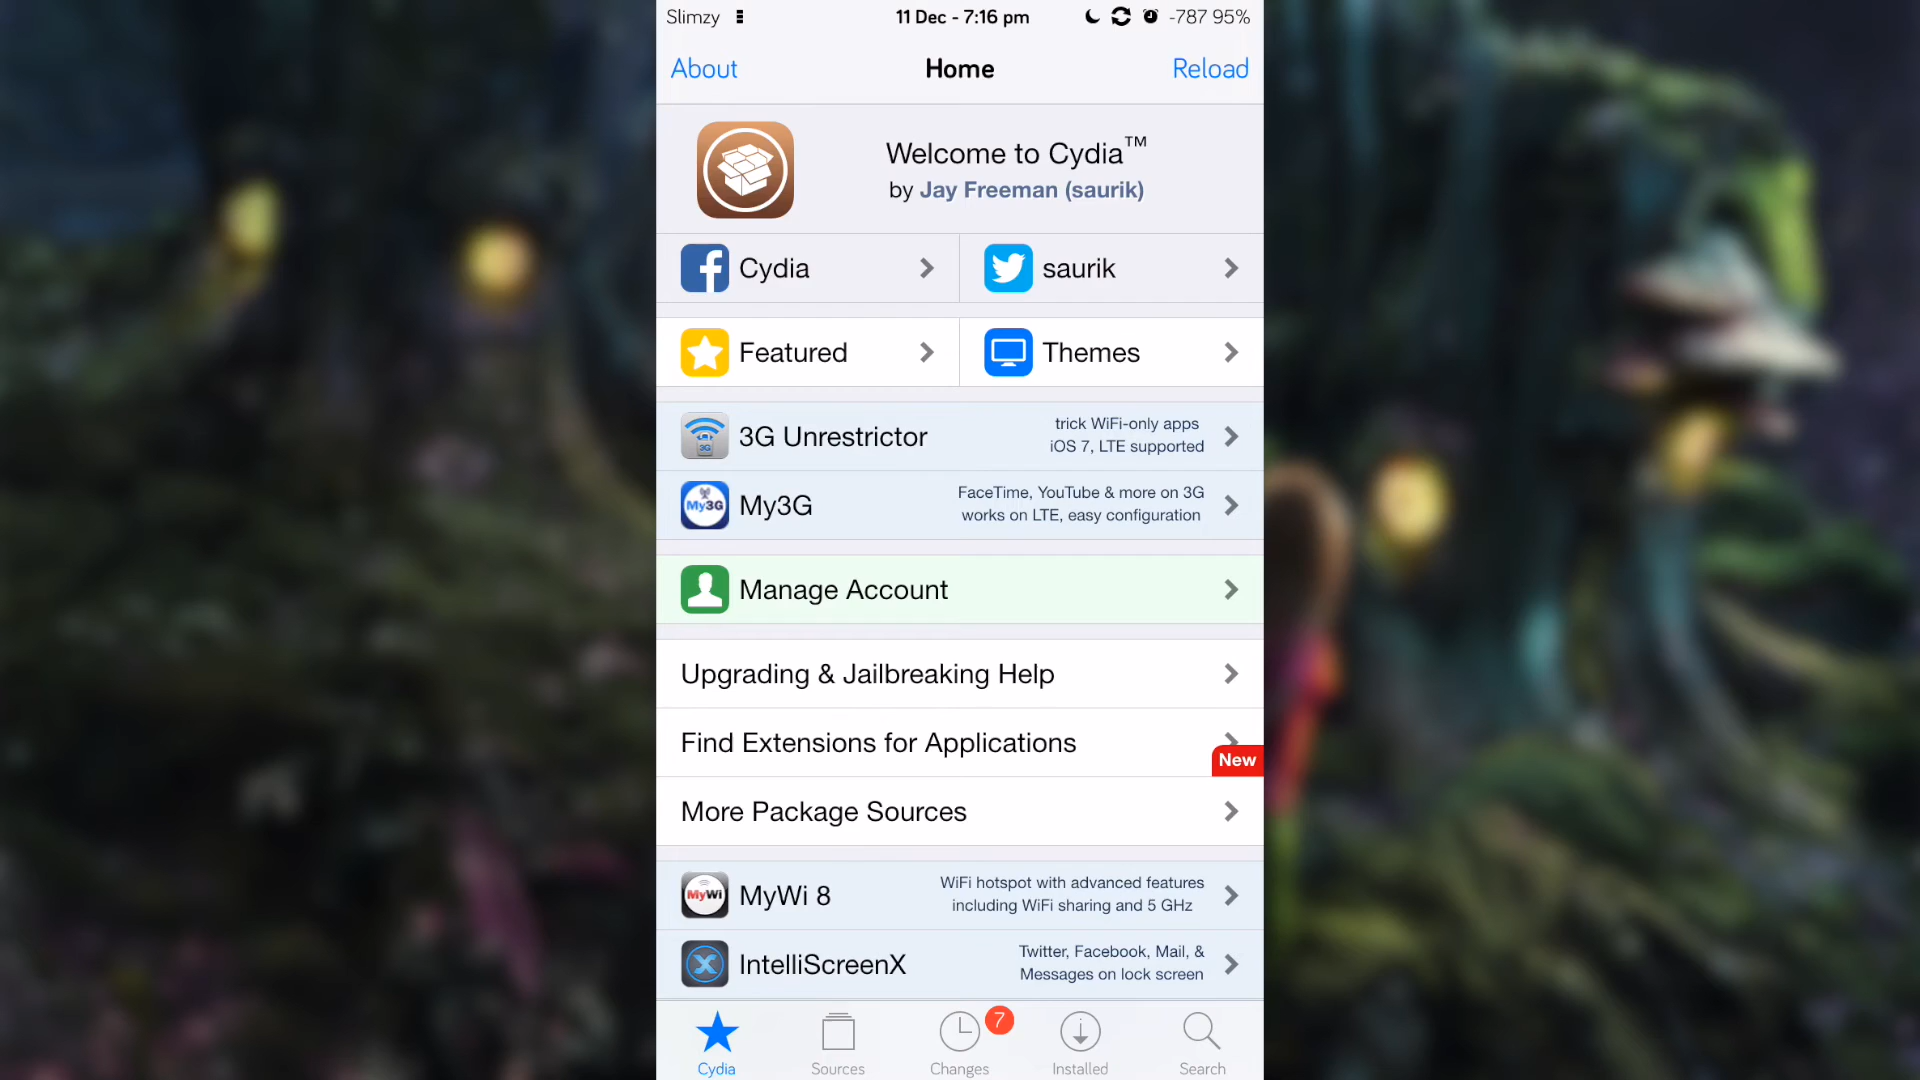 Slimzy
11 Dec - 7:16 pm
-787 95%
About
Home
Reload
Welcome to Cydia™
by Jay Freeman (saurik)
Cydia
saurik
Featured
Themes
3G
3G Unrestrictor
trick WiFi-only apps
iOS 7, LTE supported
My3G
My3G
FaceTime, YouTube & more on 3G
works on LTE, easy configuration
Manage Account
Upgrading & Jailbreaking Help
Find Extensions for Applications
New
More Package Sources
MyWi
MyWi 8
WiFi hotspot with advanced features
including WiFi sharing and 5 GHz
IntelliScreenX
Twitter, Facebook, Mail, &
Messages on lock screen
7
Cydia
Sources
Changes
Installed
Search